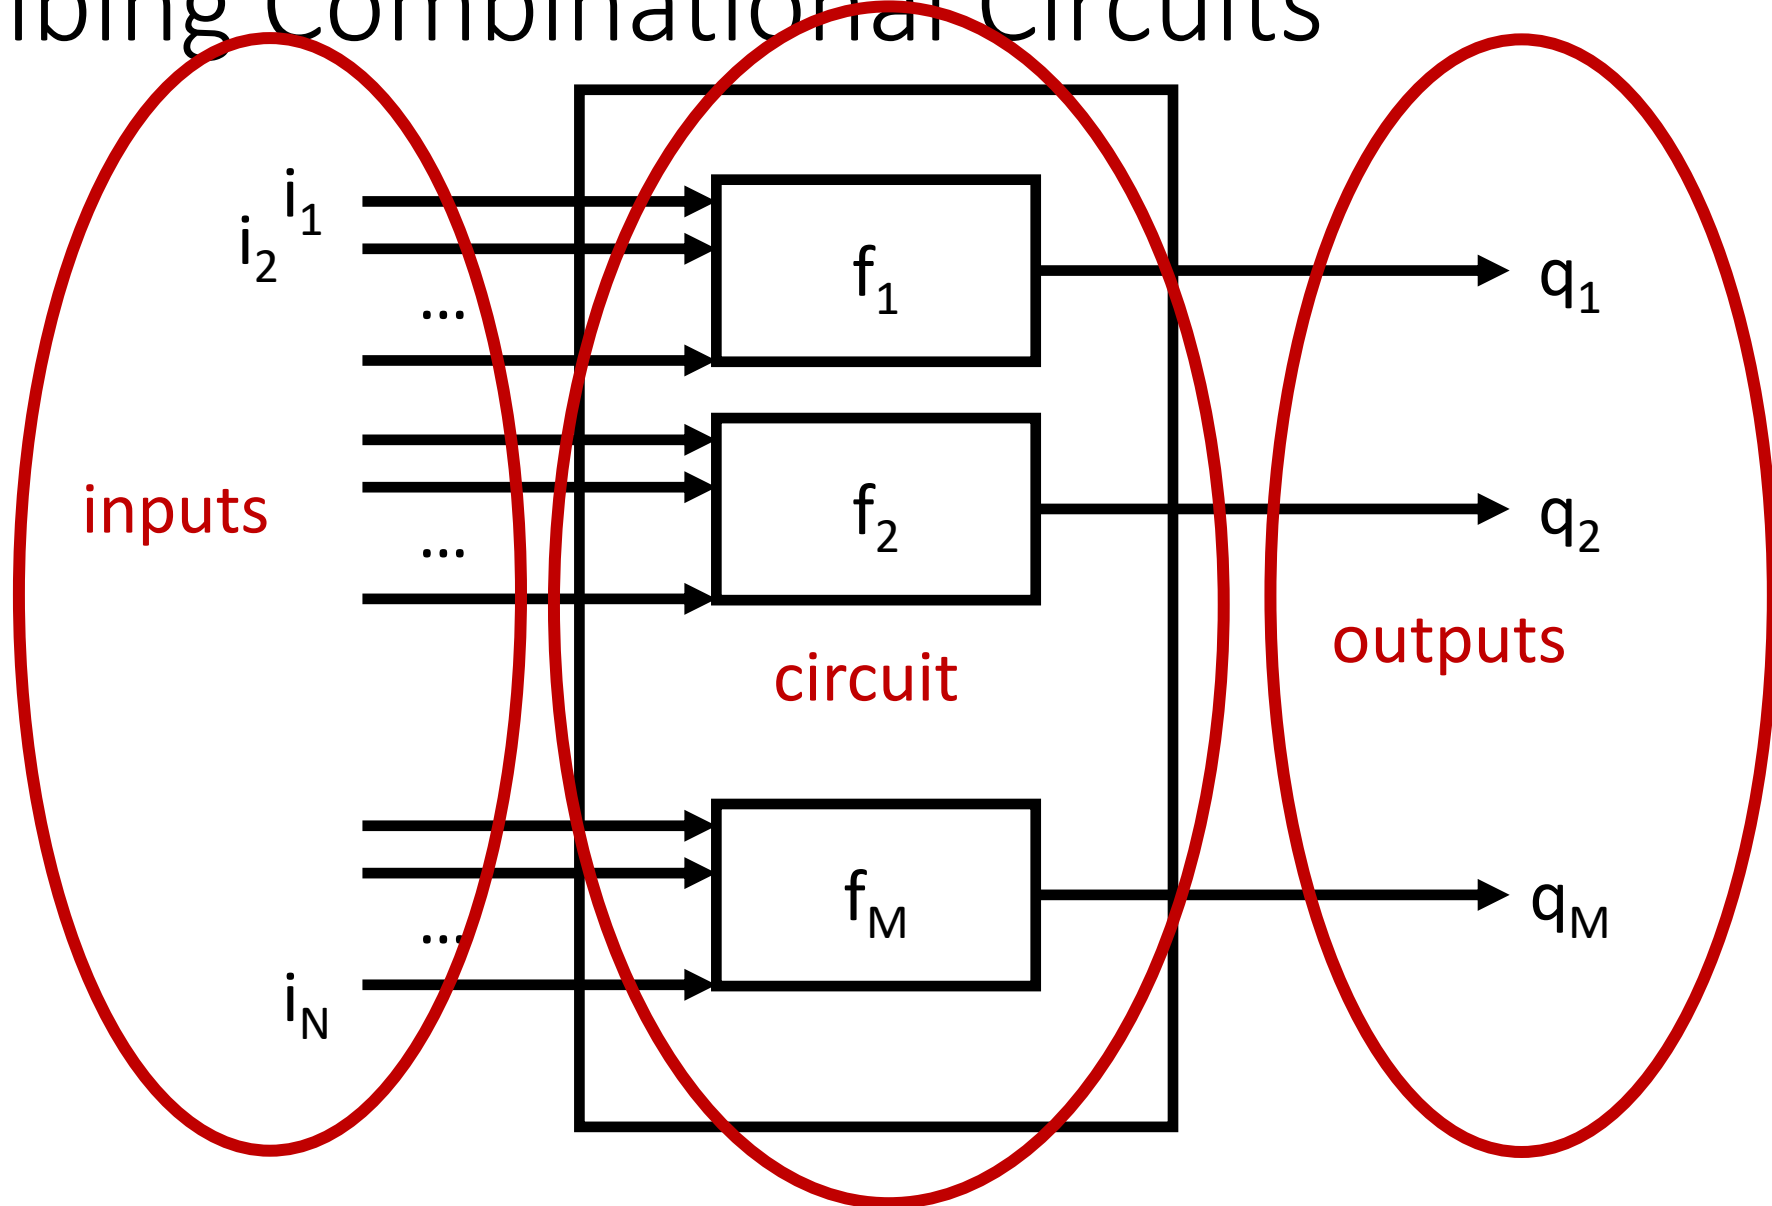 ibing Combinational Circuits
i1
i2
...
f1
q1
inputs
...
f2
q2
circuit
outputs
...
fM
qM
iN